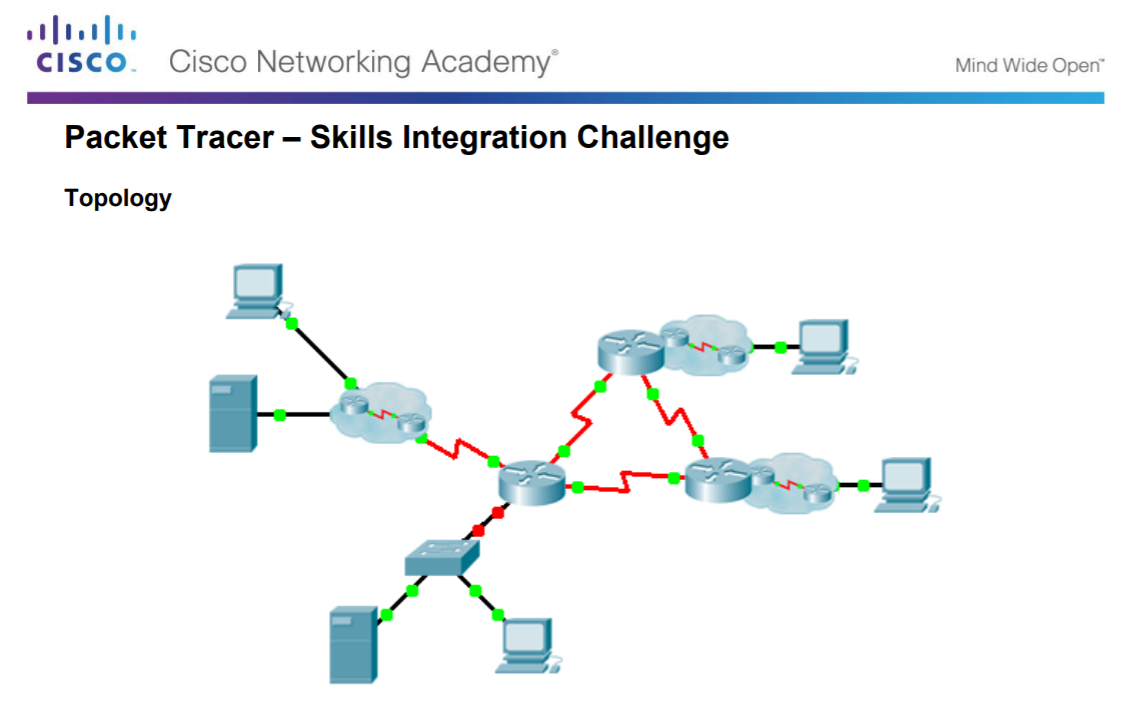 CISCO. Cisco Networking Academy® Mind Wide Open™
Packet Tracer – Skills Integration Challenge
Topology